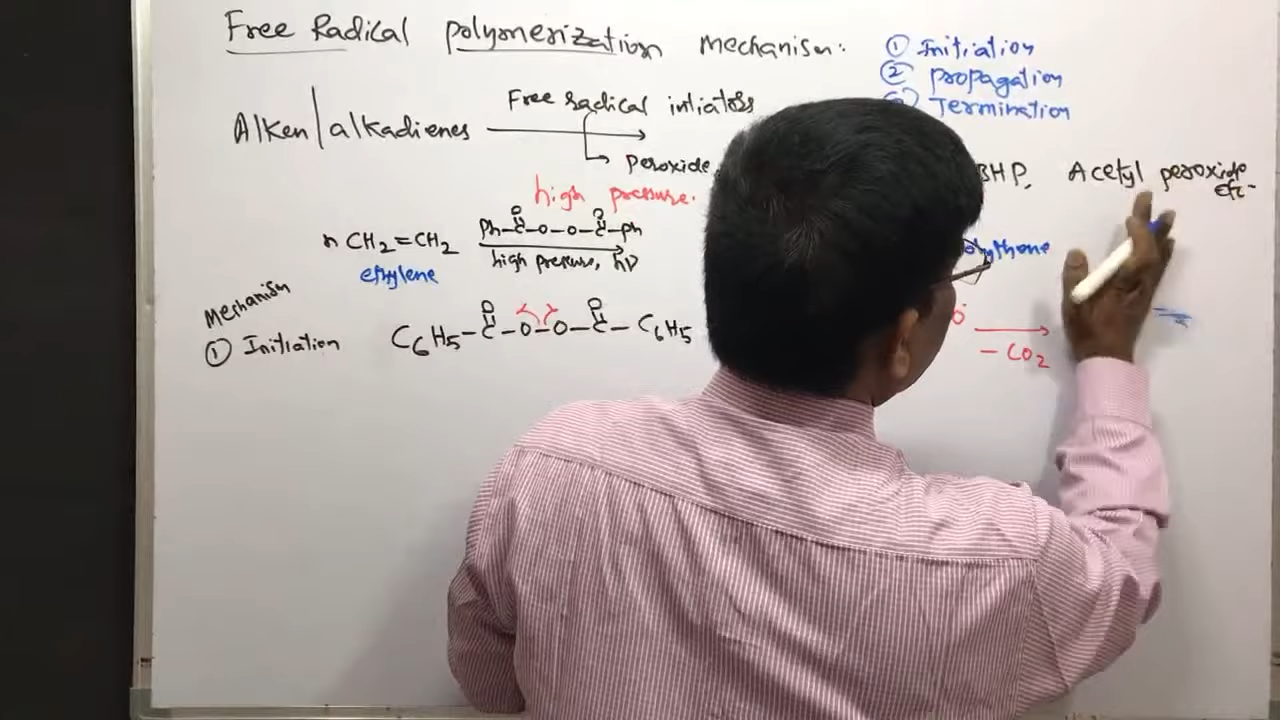 Free Radical polymerization mechanism:
① Initiation
② propagation
Termination
Free radical intiators
Alken/alkadienes
Peroxide,
BHP, Acetyl peroxide
etc-
high pressure.
n CH2=CH2 Ph-C-O-O-C-Ph
O O
high pressure, hν
ethylene
Mechanism
① Initiation C6H5-C-O-O-C-C6H5
O O
- CO2